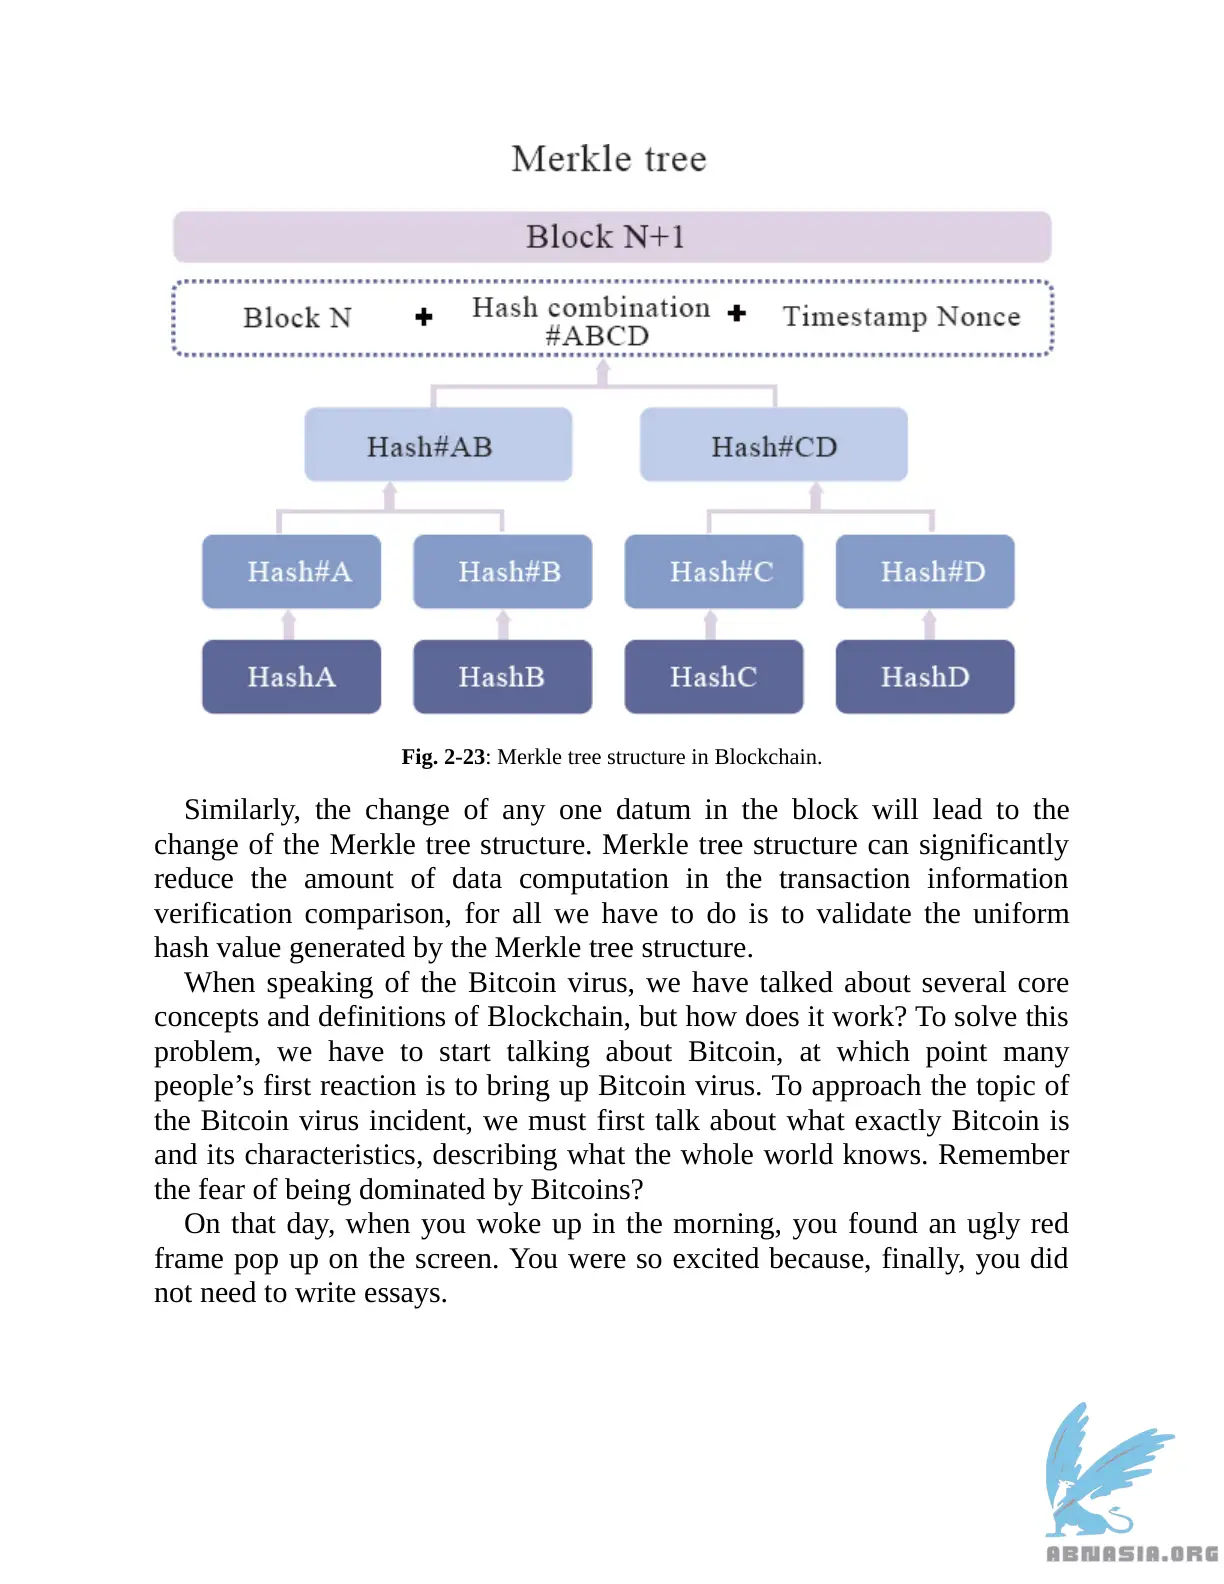 Merkle tree
Block N+1
Block N + Hash combination #ABCD + Timestamp Nonce
Hash#AB Hash#CD
Hash#A Hash#B Hash#C Hash#D
HashA HashB HashC HashD
Fig. 2-23: Merkle tree structure in Blockchain.
Similarly, the change of any one datum in the block will lead to the
change of the Merkle tree structure. Merkle tree structure can significantly
reduce the amount of data computation in the transaction information
verification comparison, for all we have to do is to validate the uniform
hash value generated by the Merkle tree structure.
When speaking of the Bitcoin virus, we have talked about several core
concepts and definitions of Blockchain, but how does it work? To solve this
problem, we have to start talking about Bitcoin, at which point many
people’s first reaction is to bring up Bitcoin virus. To approach the topic of
the Bitcoin virus incident, we must first talk about what exactly Bitcoin is
and its characteristics, describing what the whole world knows. Remember
the fear of being dominated by Bitcoins?
On that day, when you woke up in the morning, you found an ugly red
frame pop up on the screen. You were so excited because, finally, you did
not need to write essays.
ABNASIA.ORG